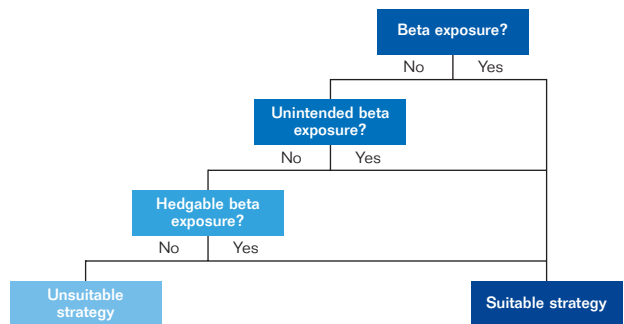 Beta exposure?
No Yes
Unintended beta
exposure?
No Yes
Hedgable beta
exposure?
No Yes
Unsuitable
strategy
Suitable strategy